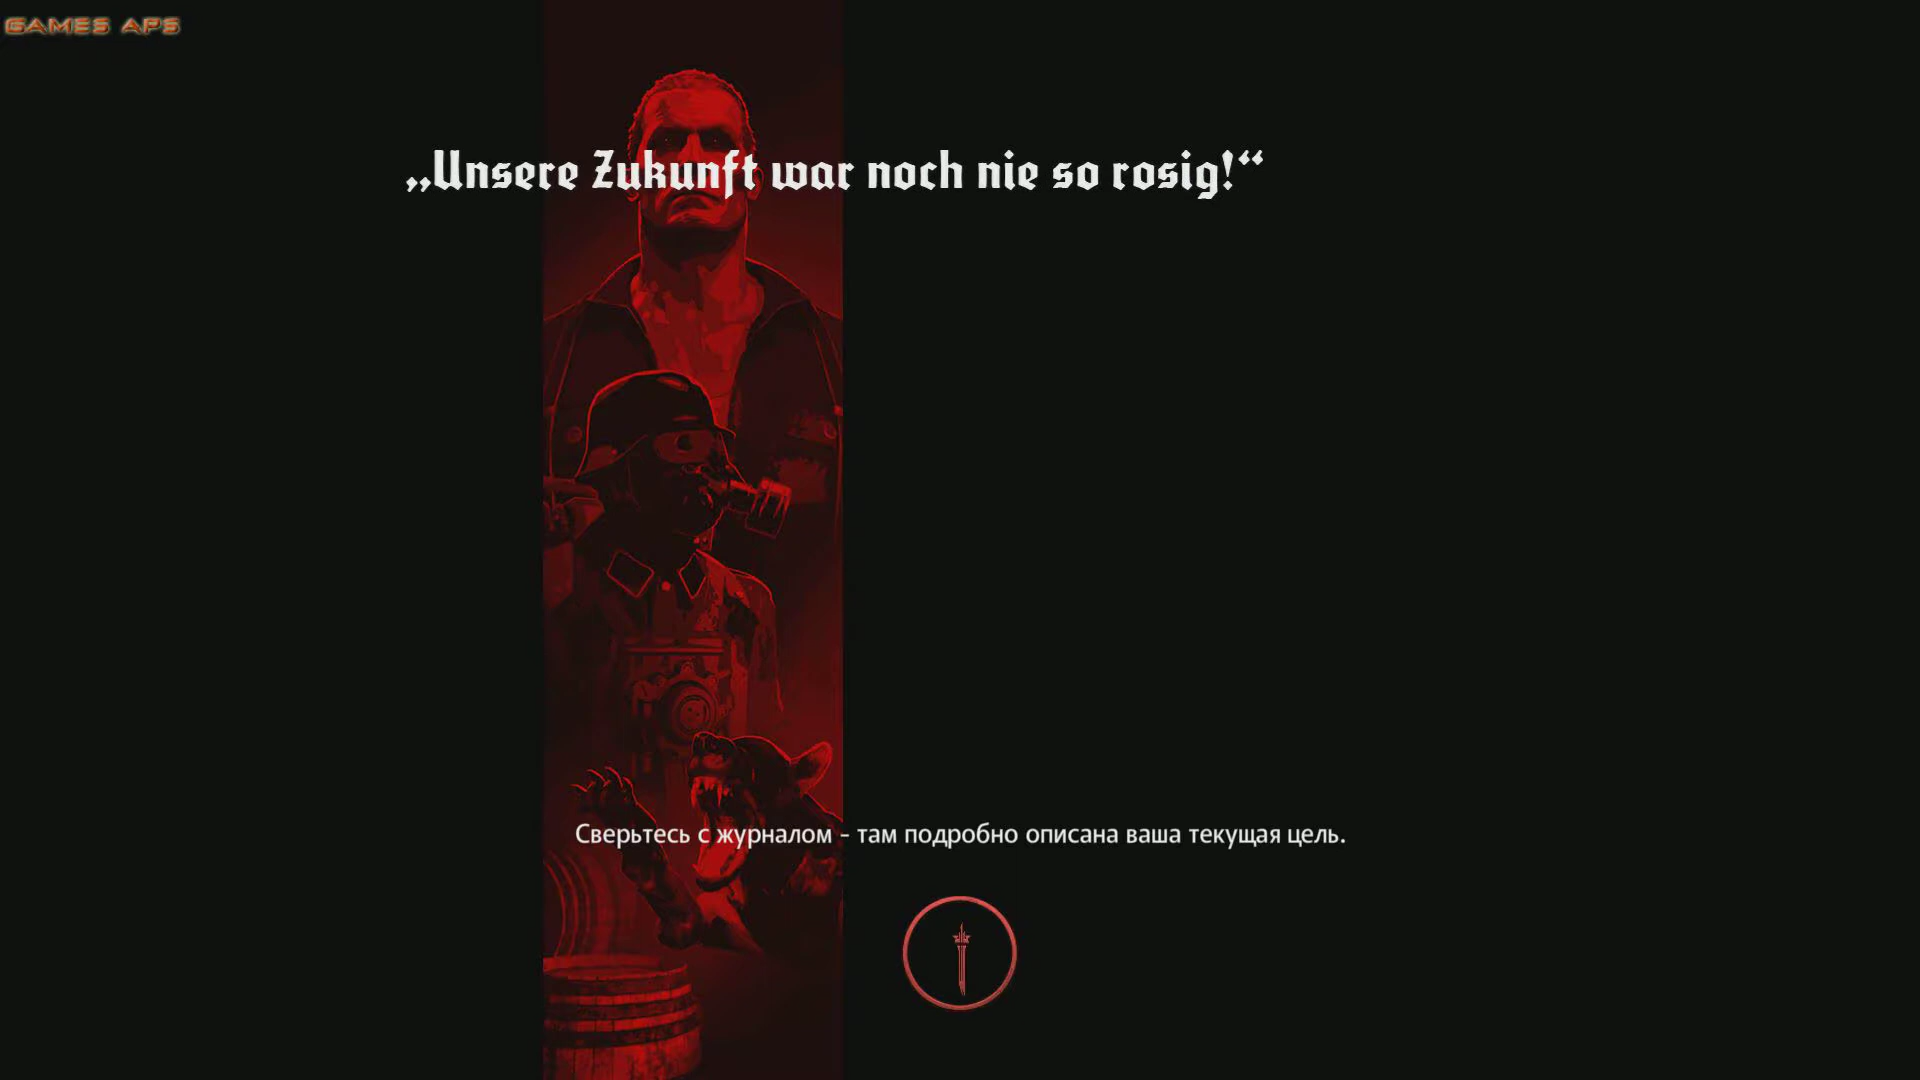 GAMES APS
„Unsere Zukunft war noch nie so rosig!“
Сверьтесь с журналом - там подробно описана ваша текущая цель.